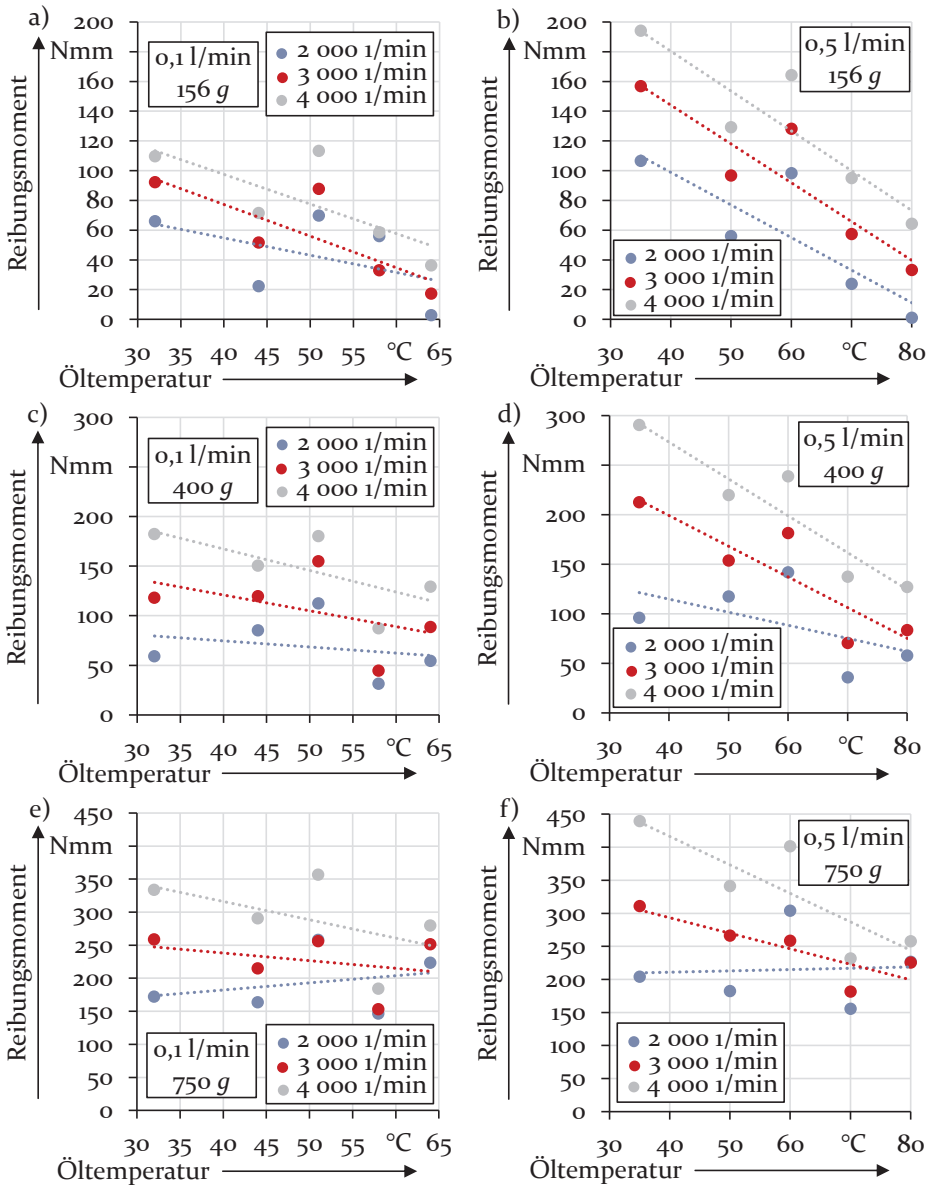 a)
Reibungsmoment
200
Nmm
160
140
120
100
80
60
40
20
0
0,1 l/min
156 g
2 000 1/min
3 000 1/min
4 000 1/min
30 35 45 45 55 °C 65
Öltemperatur
b)
Reibungsmoment
200
Nmm
160
140
120
100
80
60
40
20
0
0,5 l/min
156 g
2 000 1/min
3 000 1/min
4 000 1/min
30 40 50 60 °C 80
Öltemperatur
c)
Reibungsmoment
300
Nmm
200
150
100
50
0
0,1 l/min
400 g
2 000 1/min
3 000 1/min
4 000 1/min
30 35 45 45 55 °C 65
Öltemperatur
d)
Reibungsmoment
300
Nmm
200
150
100
50
0
0,5 l/min
400 g
2 000 1/min
3 000 1/min
4 000 1/min
30 40 50 60 °C 80
Öltemperatur
e)
Reibungsmoment
450
Nmm
350
300
250
200
150
100
50
0
0,1 l/min
750 g
2 000 1/min
3 000 1/min
4 000 1/min
30 35 40 45 50 55 °C 65
Öltemperatur
f)
Reibungsmoment
450
Nmm
350
300
250
200
150
100
50
0
0,5 l/min
750 g
2 000 1/min
3 000 1/min
4 000 1/min
30 40 50 60 °C 80
Öltemperatur